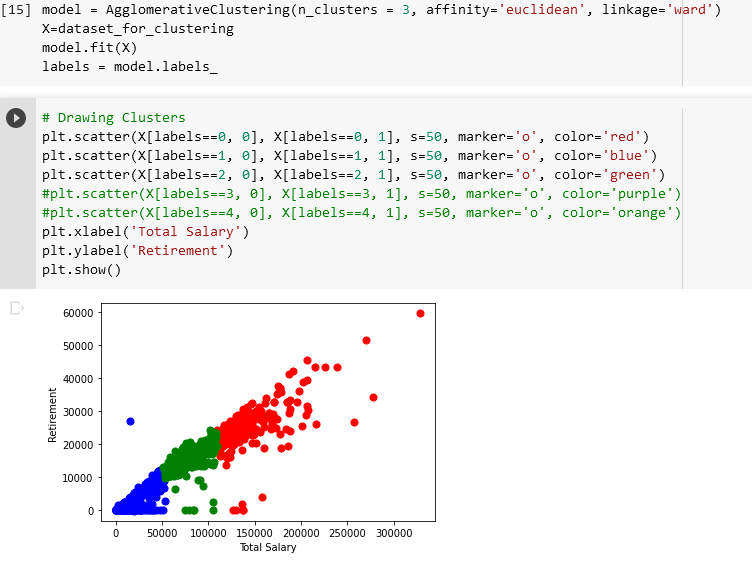 [15] model = AgglomerativeClustering(n_clusters = 3, affinity='euclidean', linkage='ward')
X=dataset_for_clustering
model.fit(X)
labels = model.labels_
# Drawing Clusters
plt.scatter(X[labels==0, 0], X[labels==0, 1], s=50, marker='o', color='red')
plt.scatter(X[labels==1, 0], X[labels==1, 1], s=50, marker='o', color='blue')
plt.scatter(X[labels==2, 0], X[labels==2, 1], s=50, marker='o', color='green')
#plt.scatter(X[labels==3, 0], X[labels==3, 1], s=50, marker='o', color='purple')
#plt.scatter(X[labels==4, 0], X[labels==4, 1], s=50, marker='o', color='orange')
plt.xlabel('Total Salary')
plt.ylabel('Retirement')
plt.show()
60000
50000
40000
30000
20000
10000
0
Retirement
0 50000 100000 150000 200000 250000 300000
Total Salary